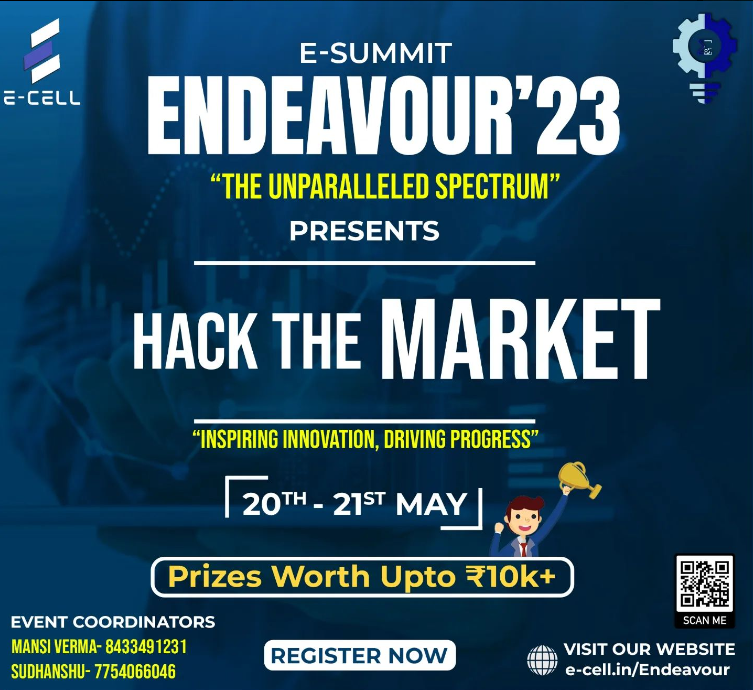 E-CELL
E-SUMMIT
ENDEAVOUR'23
“THE UNPARALLELED SPECTRUM”
PRESENTS
HACK THE MARKET
“INSPIRING INNOVATION, DRIVING PROGRESS”
20TH - 21ST MAY
Prizes Worth Upto ₹10k+
SCAN ME
EVENT COORDINATORS
MANSI VERMA- 8433491231
SUDHANSHU- 7754066046
REGISTER NOW
VISIT OUR WEBSITE
e-cell.in/Endeavour